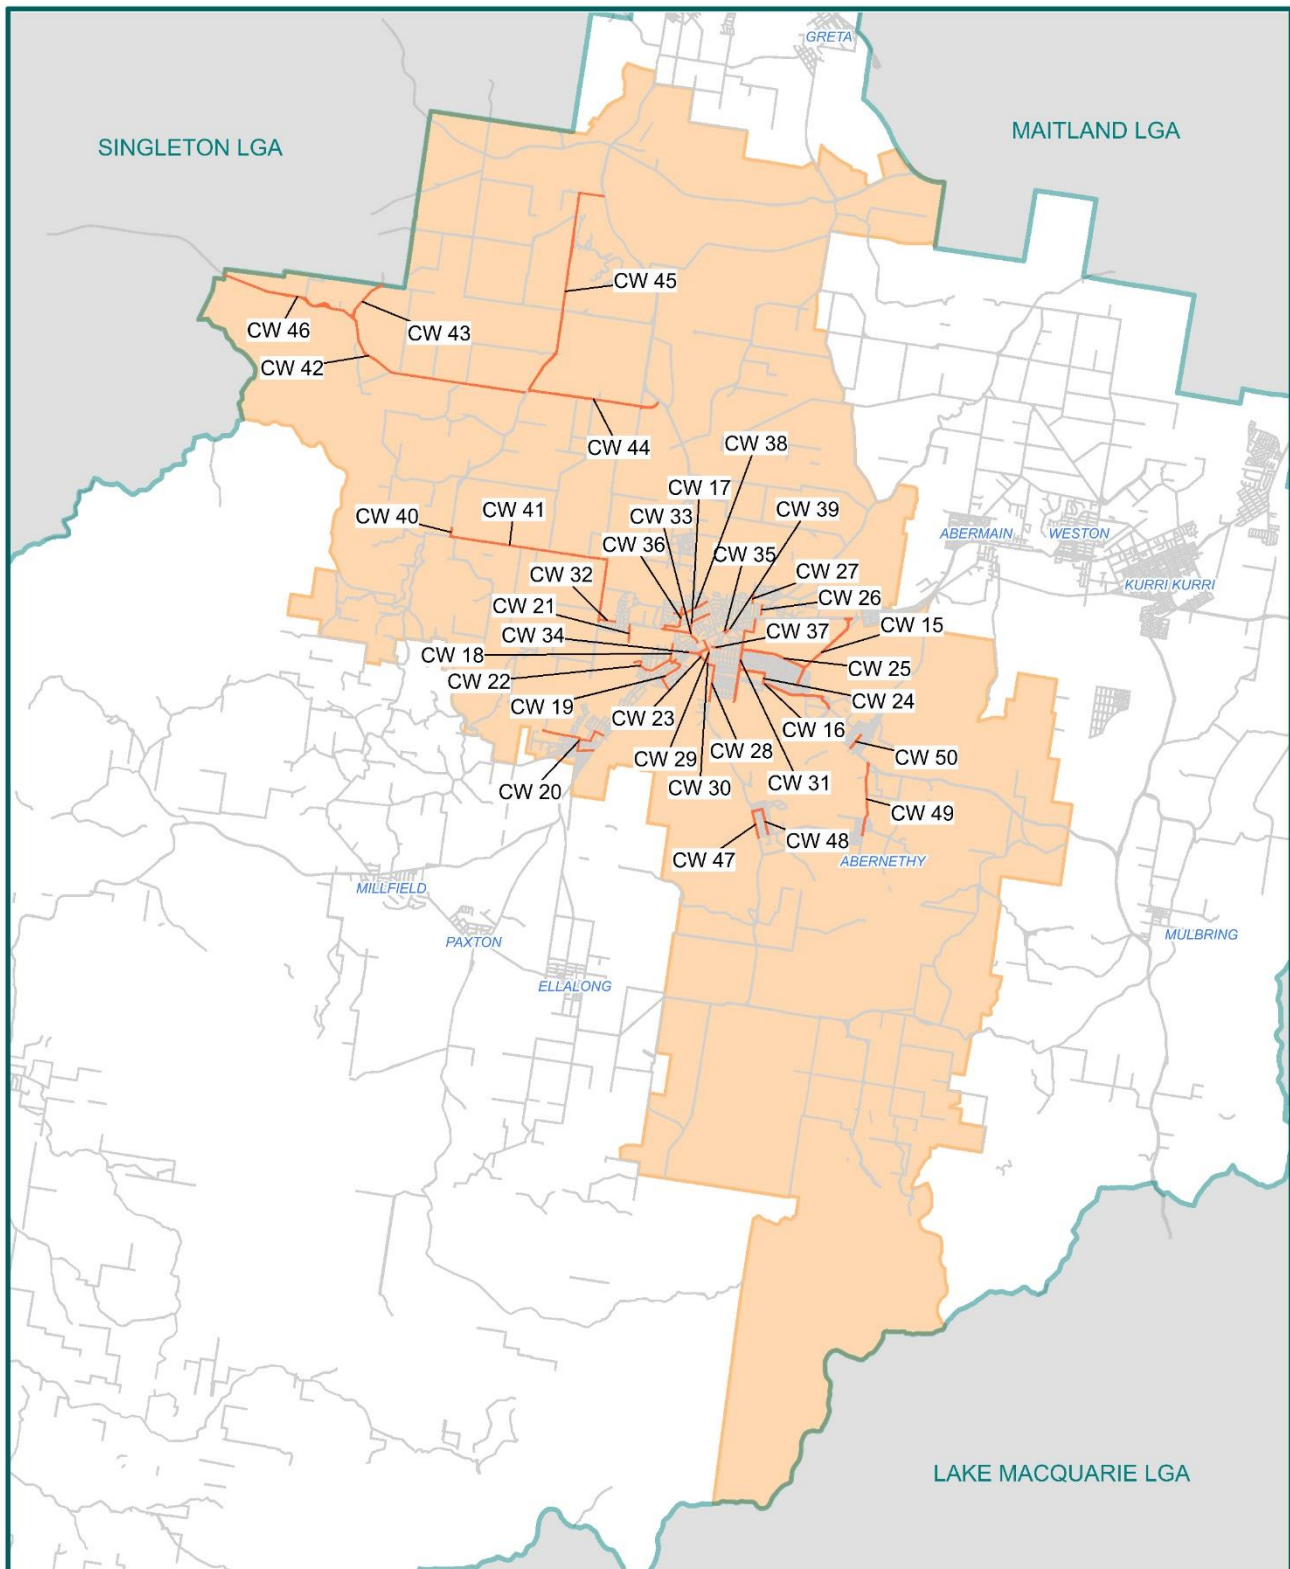 GRETA
MAITLAND LGA
SINGLETON LGA
CW 45
CW 46
CW 43
CW 42
CW 44
CW 38
CW 17
CW 40
CW 41
CW 33
CW 39
CW 36
CW 35
ABERMAIN
WESTON
KURRI KURRI
CW 32
CW 27
CW 26
CW 21
CW 34
CW 37
CW 15
CW 18
CW 25
CW 22
CW 24
CW 19
CW 23
CW 16
CW 29
CW 28
CW 50
CW 20
CW 30
CW 31
CW 49
CW 47
CW 48
ABERNETHY
MILLFIELD
PAXTON
MULBRING
ELLALONG
LAKE MACQUARIE LGA